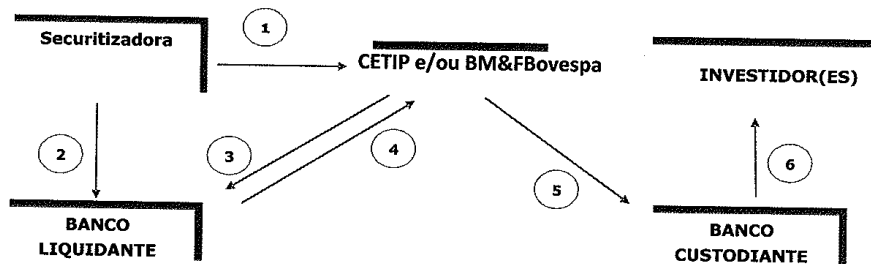 Securitizadora
1
CETIP e/ou BM&FBovespa
INVESTIDOR(ES)
2
3
4
5
6
BANCO
LIQUIDANTE
BANCO
CUSTODIANTE